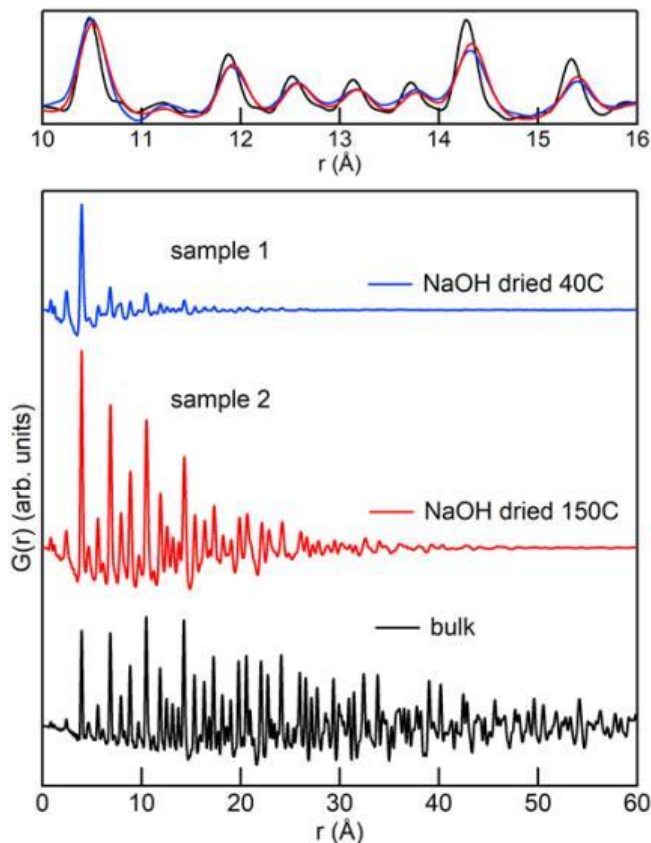 10 11 12 13 14 15 16
r (Å)
sample 1
NaOH dried 40C
sample 2
NaOH dried 150C
bulk
G(r) (arb. units)
0 10 20 30 40 50 60
r (Å)